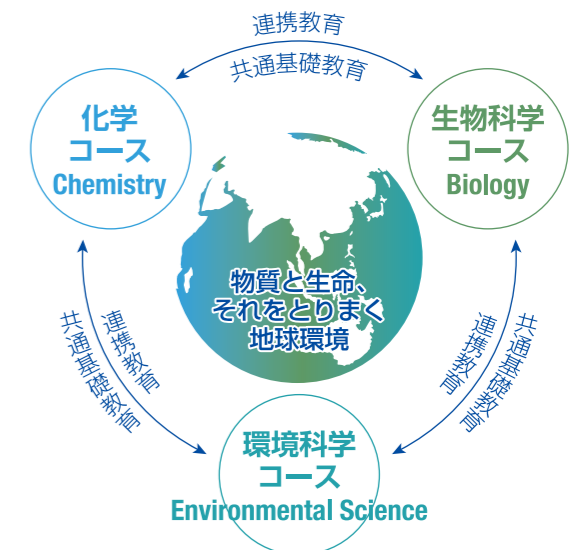 連携教育
共通基礎教育
化学
コース
Chemistry
生物科学
コース
Biology
物質と生命、
それをとりまく
地球環境
共通基礎教育
連携教育
連携教育
共通基礎教育
環境科学
コース
Environmental Science